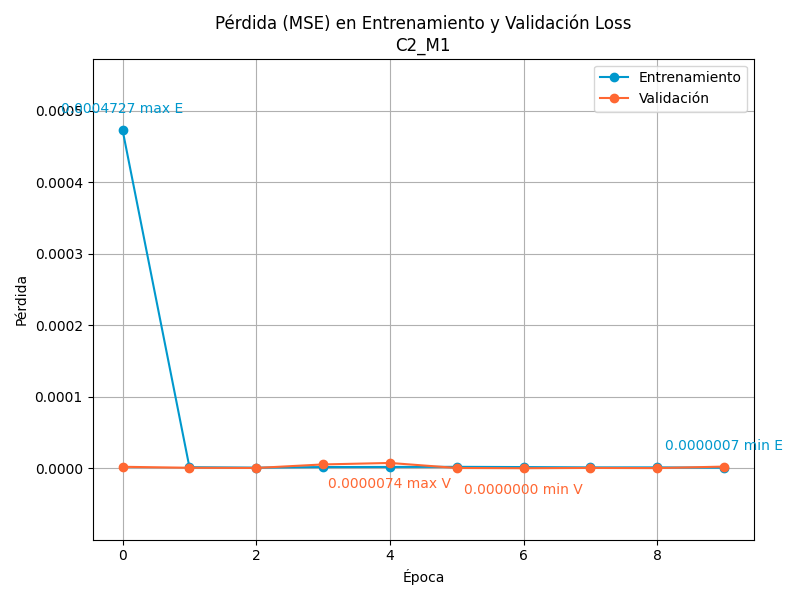 Pérdida (MSE) en Entrenamiento y Validación Loss
C2_M1
Entrenamiento
Validación
0.0004727 max E
0.0005
0.0004
0.0003
0.0002
0.0001
0.0000
Pérdida
0.0000007 min E
0.0000074 max V
0.0000000 min V
0
2
4
6
8
Época